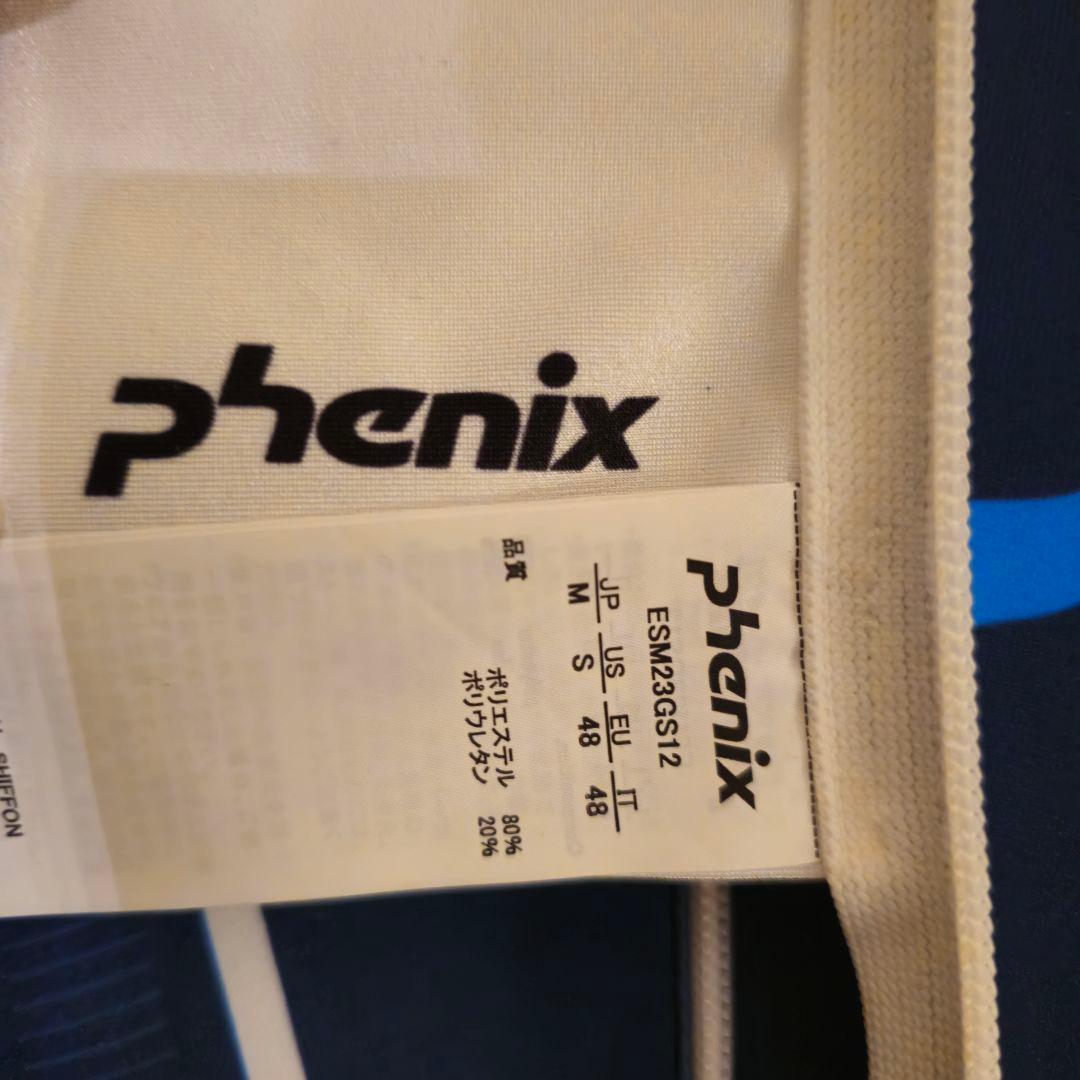 phenix
phenix
ESM23GS12
JP US EU IT
M S 48 48
品質
ポリエステル 80%
ポリウレタン 20%
SHIFFON